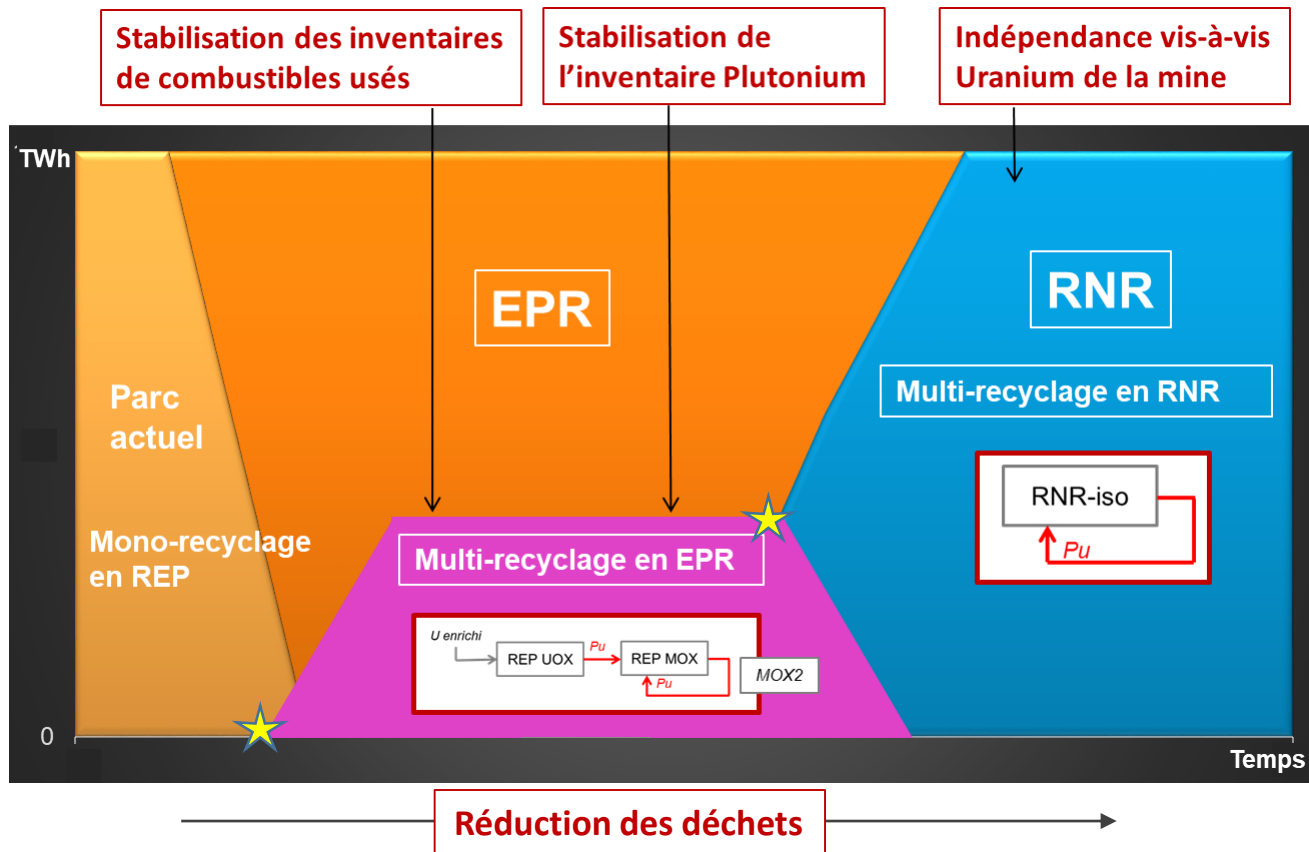 Stabilisation des inventaires
de combustibles usés
Stabilisation de
l'inventaire Plutonium
Indépendance vis-à-vis
Uranium de la mine
TWh
EPR
RNR
Multi-recyclage en RNR
Parc
actuel
RNR-iso
Pu
Mono-recyclage
en REP
Multi-recyclage en EPR
U enrichi
REP UOX
Pu
REP MOX
Pu
MOX2
0
Temps
Réduction des déchets